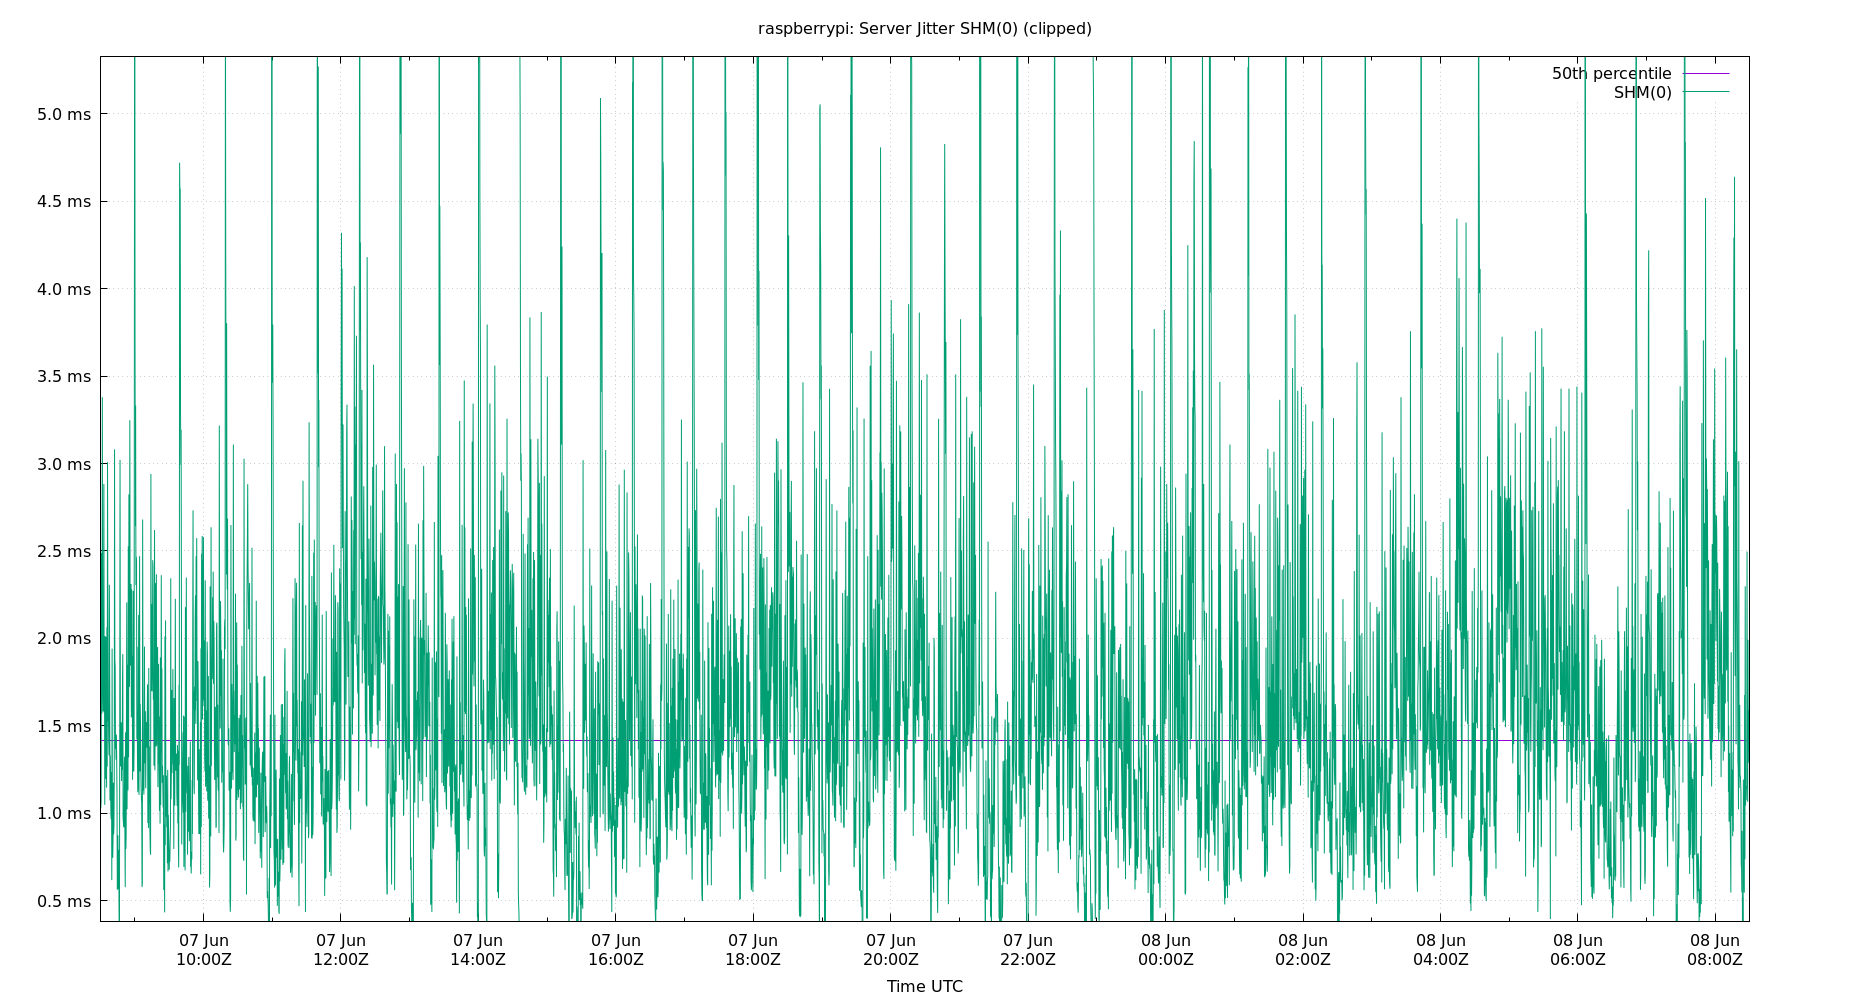 raspberrypi: Server Jitter SHM(0) (clipped)
50th percentile
SHM(0)
5.0 ms
4.5 ms
4.0 ms
3.5 ms
3.0 ms
2.5 ms
2.0 ms
1.5 ms
1.0 ms
0.5 ms
07 Jun 07 Jun 07 Jun 07 Jun 07 Jun 07 Jun 07 Jun 08 Jun 08 Jun 08 Jun 08 Jun 08 Jun
10:00Z 12:00Z 14:00Z 16:00Z 18:00Z 20:00Z 22:00Z 00:00Z 02:00Z 04:00Z 06:00Z 08:00Z
Time UTC